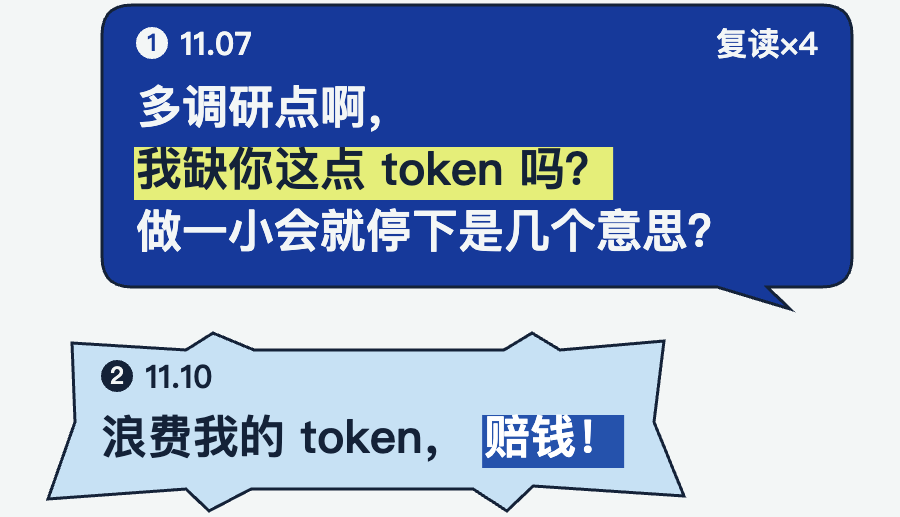 1 11.07 复读×4
多调研点啊，
我缺你这点 token 吗？
做一小会就停下是几个意思？
2 11.10
浪费我的 token， 赔钱！